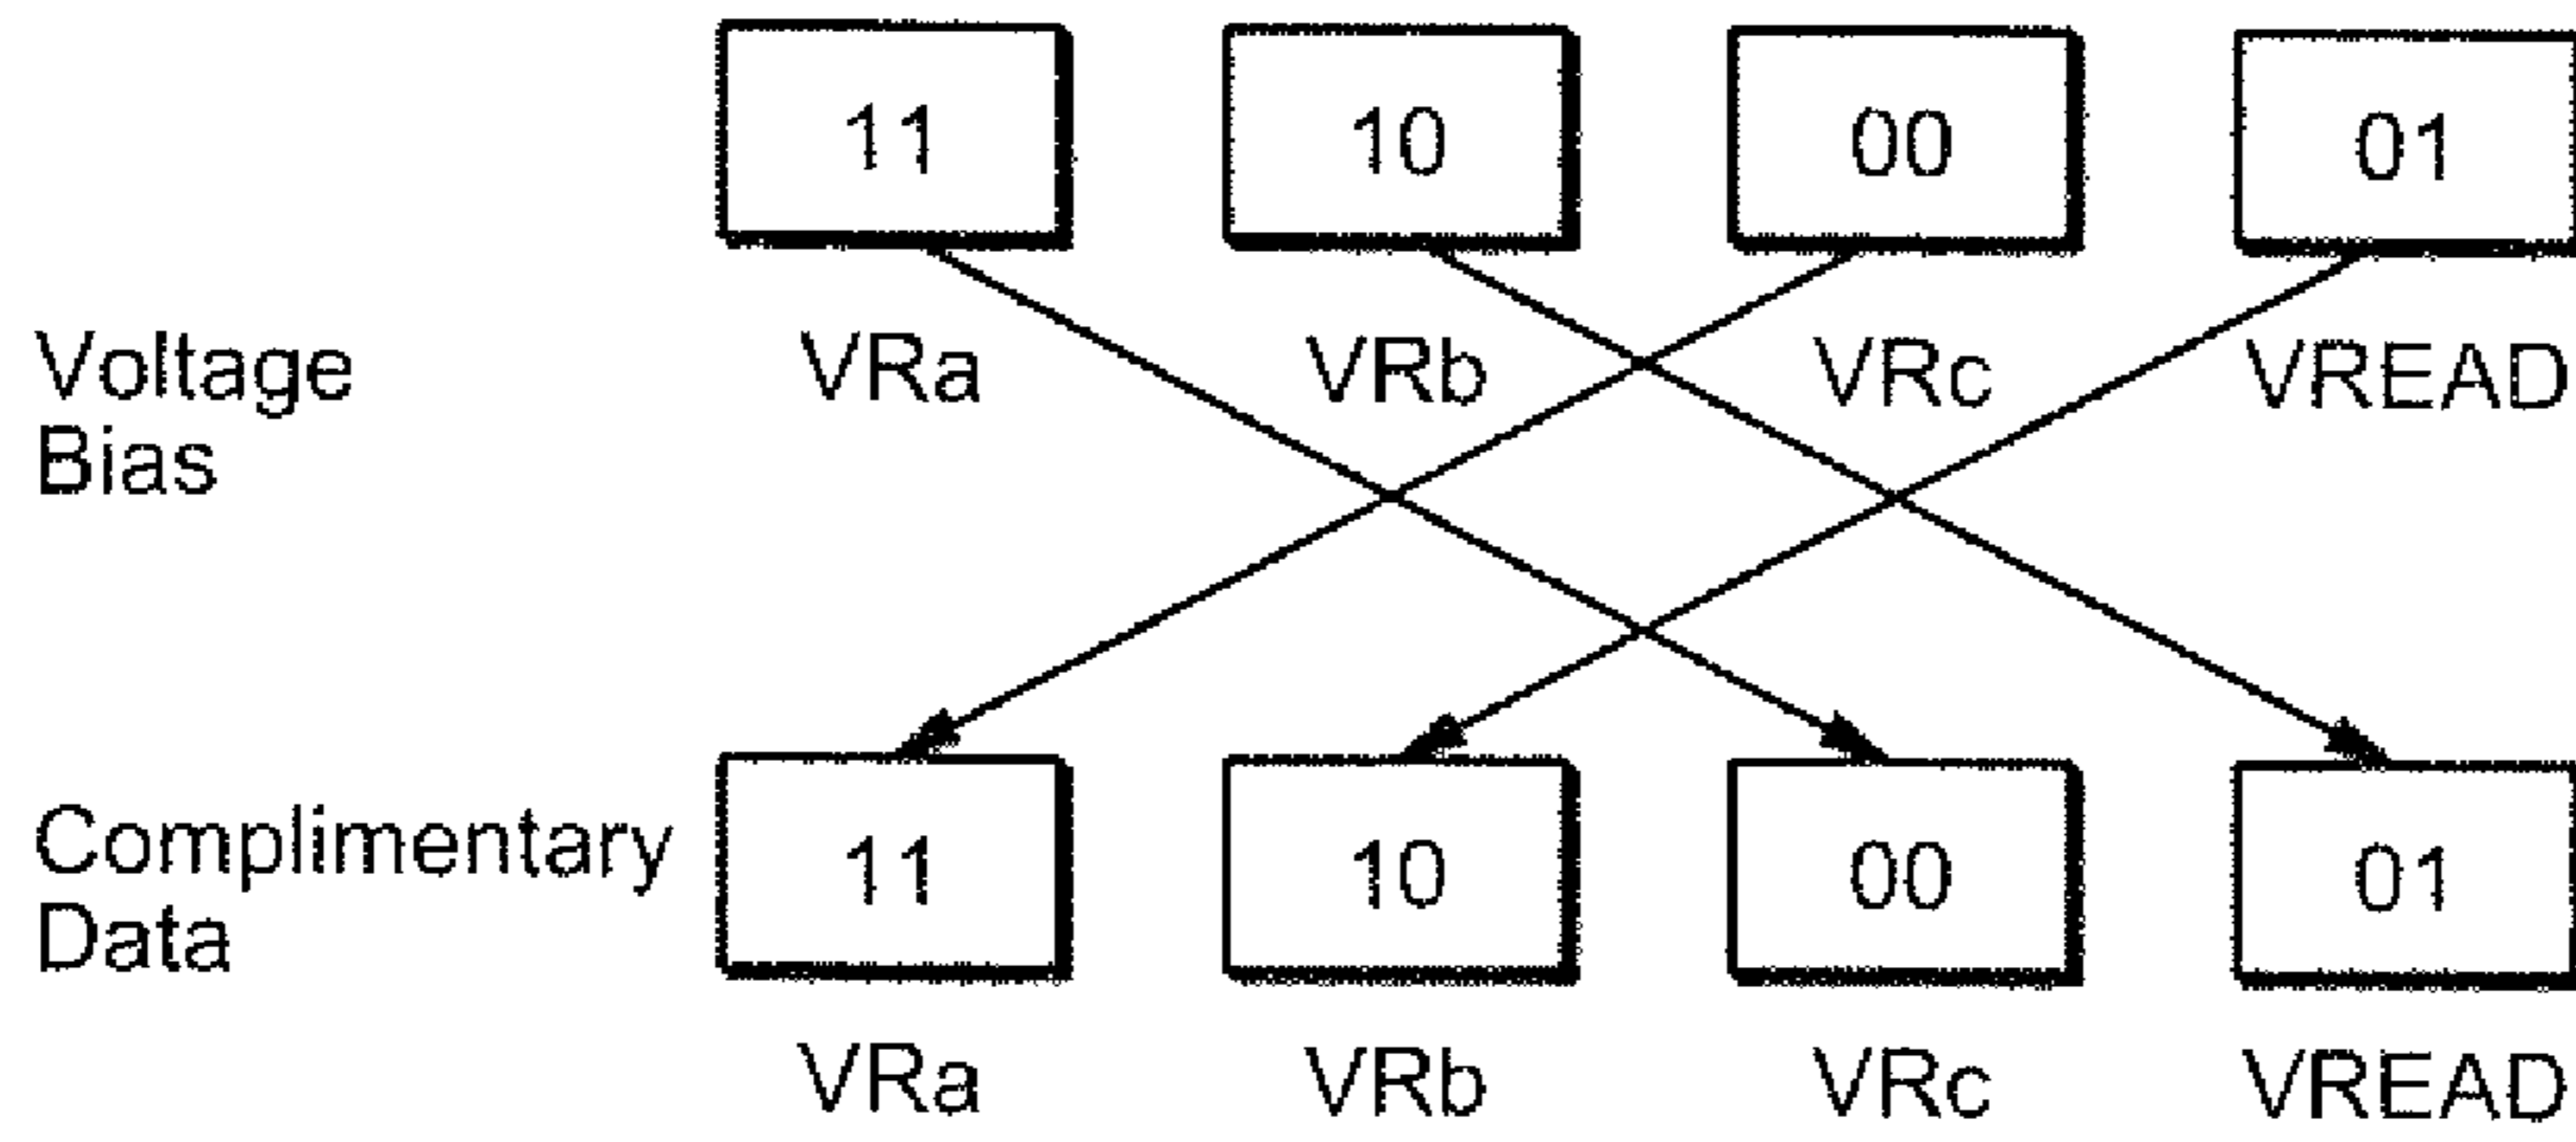 11 10 00 01
Voltage Bias VRa VRb VRc VREAD
Complimentary Data 11 10 00 01
VRa VRb VRc VREAD